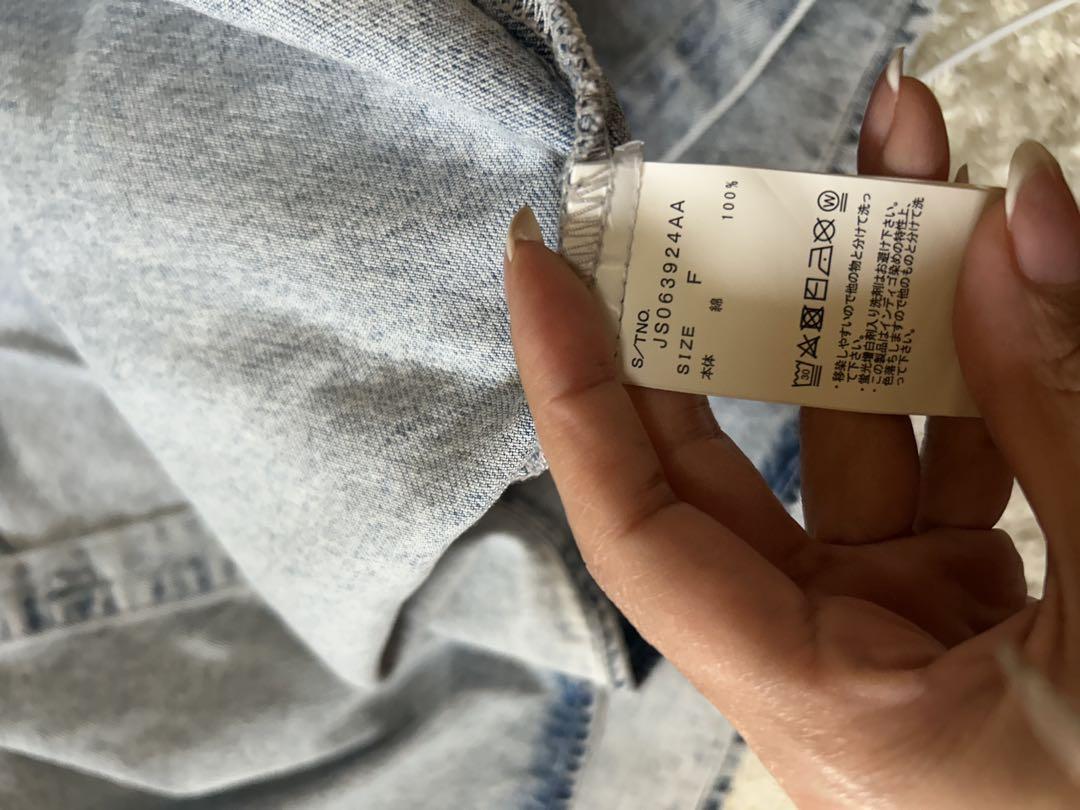 S/TNO.
JS063924AA
SIZE F
本体 綿 100%
30 W
・移染しやすいので他の物と分けて洗っ
て下さい。
・蛍光増白剤入り洗剤はお避け下さい。
・この製品はインディゴ染めの特性上、
色落ちしますので他のものと分けて洗
って下さい。